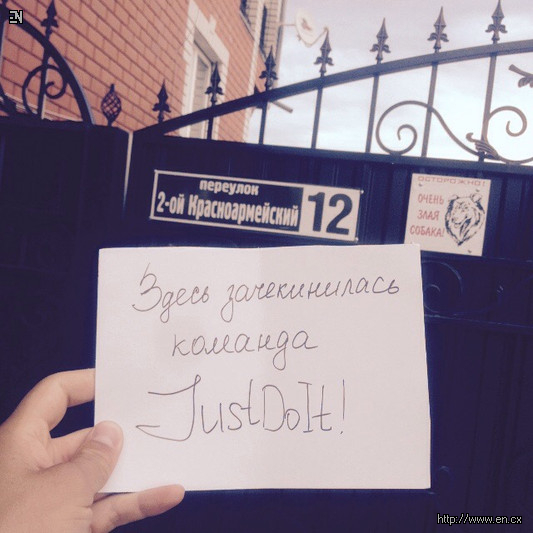 EN
переулок
2-ой Красноармейский
12
ОСТОРОЖНО!
ОЧЕНЬ
ЗЛАЯ
СОБАКА!
Здесь зачекинилась
команда
JustDoIt!
http://www.en.cx